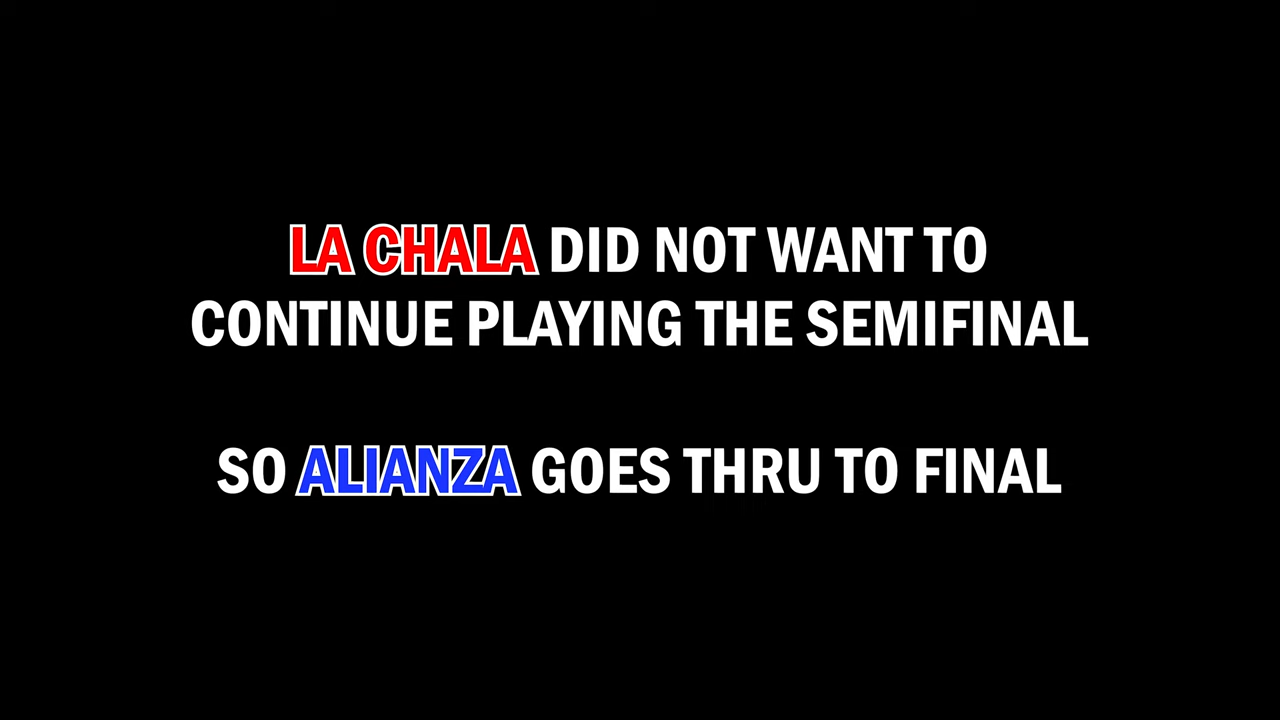 LA CHALA DID NOT WANT TO
CONTINUE PLAYING THE SEMIFINAL
SO ALIANZA GOES THRU TO FINAL